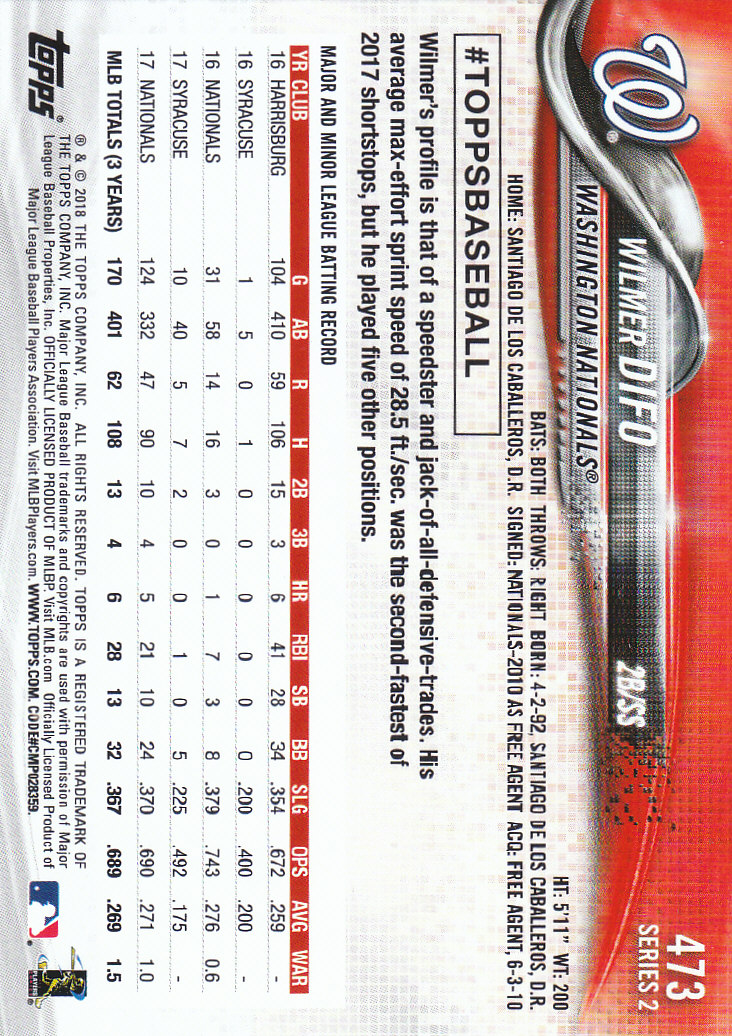 473
SERIES 2
WILMER DIFO 2B/SS
WASHINGTON NATIONALS®
W®
HT: 5'11" WT: 200
BATS: BOTH THROWS: RIGHT BORN: 4-2-92, SANTIAGO DE LOS CABALLEROS, D.R.
HOME: SANTIAGO DE LOS CABALLEROS, D.R. SIGNED: NATIONALS-2010 AS FREE AGENT ACQ: FREE AGENT, 6-3-10
#TOPPSBASEBALL
Wilmer's profile is that of a speedster and jack-of-all-defensive-trades. His
average max-effort sprint speed of 28.5 ft./sec. was the second-fastest of
2017 shortstops, but he played five other positions.
MAJOR AND MINOR LEAGUE BATTING RECORD
YR CLUB G AB R H 2B 3B HR RBI SB BB SLG OPS AVG WAR
16 HARRISBURG 104 410 59 106 15 3 6 41 28 34 .354 .672 .259 -
16 SYRACUSE 1 5 0 1 0 0 0 0 0 0 .200 .400 .200 -
16 NATIONALS 31 58 14 16 3 0 1 7 3 8 .379 .743 .276 0.6
17 SYRACUSE 10 40 5 7 2 0 0 1 0 5 .225 .492 .175 -
17 NATIONALS 124 332 47 90 10 4 5 21 10 24 .370 .690 .271 1.0
MLB TOTALS (3 YEARS) 170 401 62 108 13 4 6 28 13 32 .367 .689 .269 1.5
topps®
® & © 2018 THE TOPPS COMPANY, INC. ALL RIGHTS RESERVED. TOPPS IS A REGISTERED TRADEMARK OF
THE TOPPS COMPANY, INC. Major League Baseball trademarks and copyrights are used with permission of Major
League Baseball Properties, Inc. OFFICIALLY LICENSED PRODUCT OF MLBP. Visit MLB.com Officially Licensed Product of
Major League Baseball Players Association. Visit MLBPlayers.com. WWW.TOPPS.COM. CODE#CMP028359.
PLAYERS